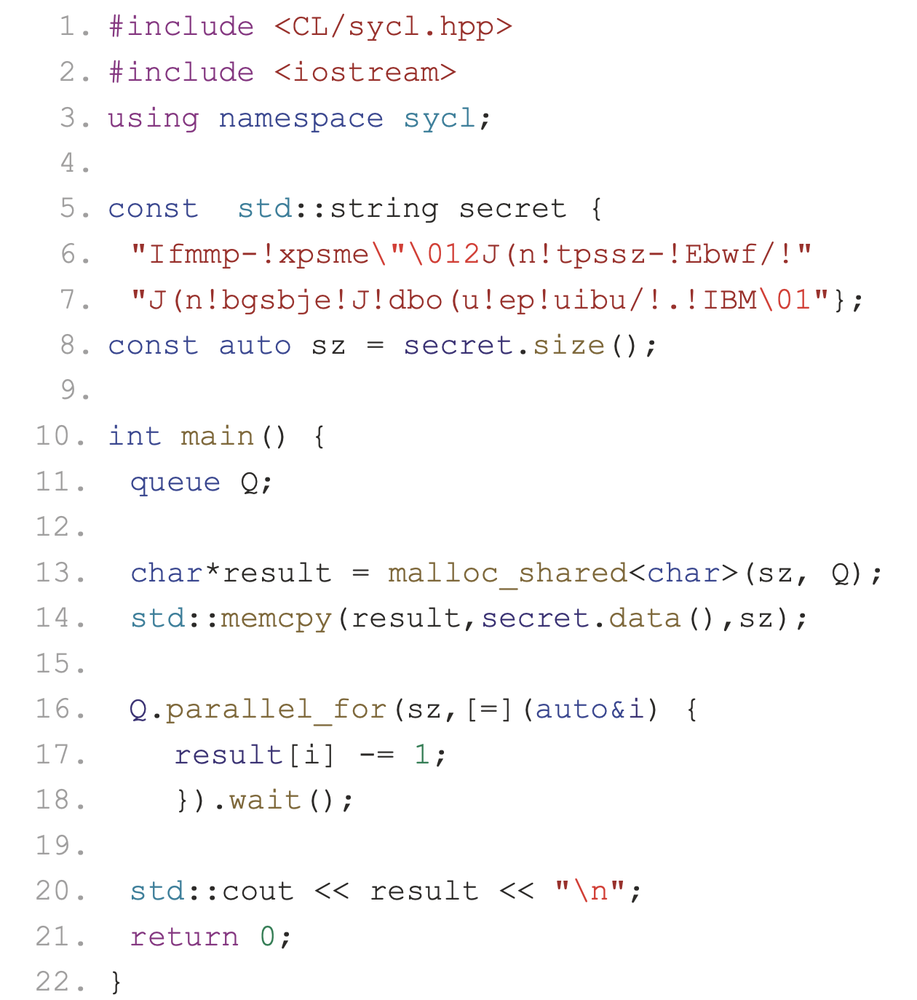 1. #include <CL/sycl.hpp>
2. #include <iostream>
3. using namespace sycl;
4.
5. const  std::string secret {
6.  "Ifmmp-!xpsme\"\012J(n!tpssz-!Ebwf/!"
7.  "J(n!bgsbje!J!dbo(u!ep!uibu/!.!IBM\01"};
8. const auto sz = secret.size();
9.
10. int main() {
11.  queue Q;
12.
13.  char*result = malloc_shared<char>(sz, Q);
14.  std::memcpy(result,secret.data(),sz);
15.
16.  Q.parallel_for(sz,[=](auto&i) {
17.    result[i] -= 1;
18.    }).wait();
19.
20.  std::cout << result << "\n";
21.  return 0;
22. }